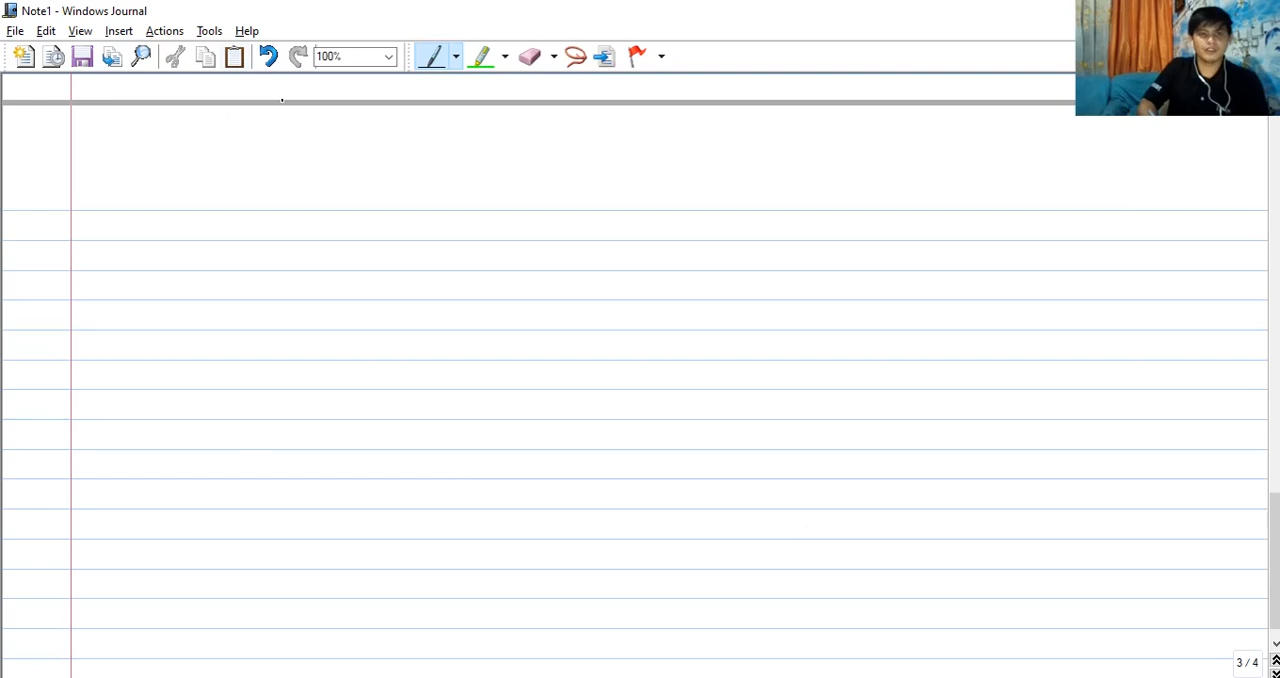 Note1 - Windows Journal
File Edit View Insert Actions Tools Help
100%
3 / 4